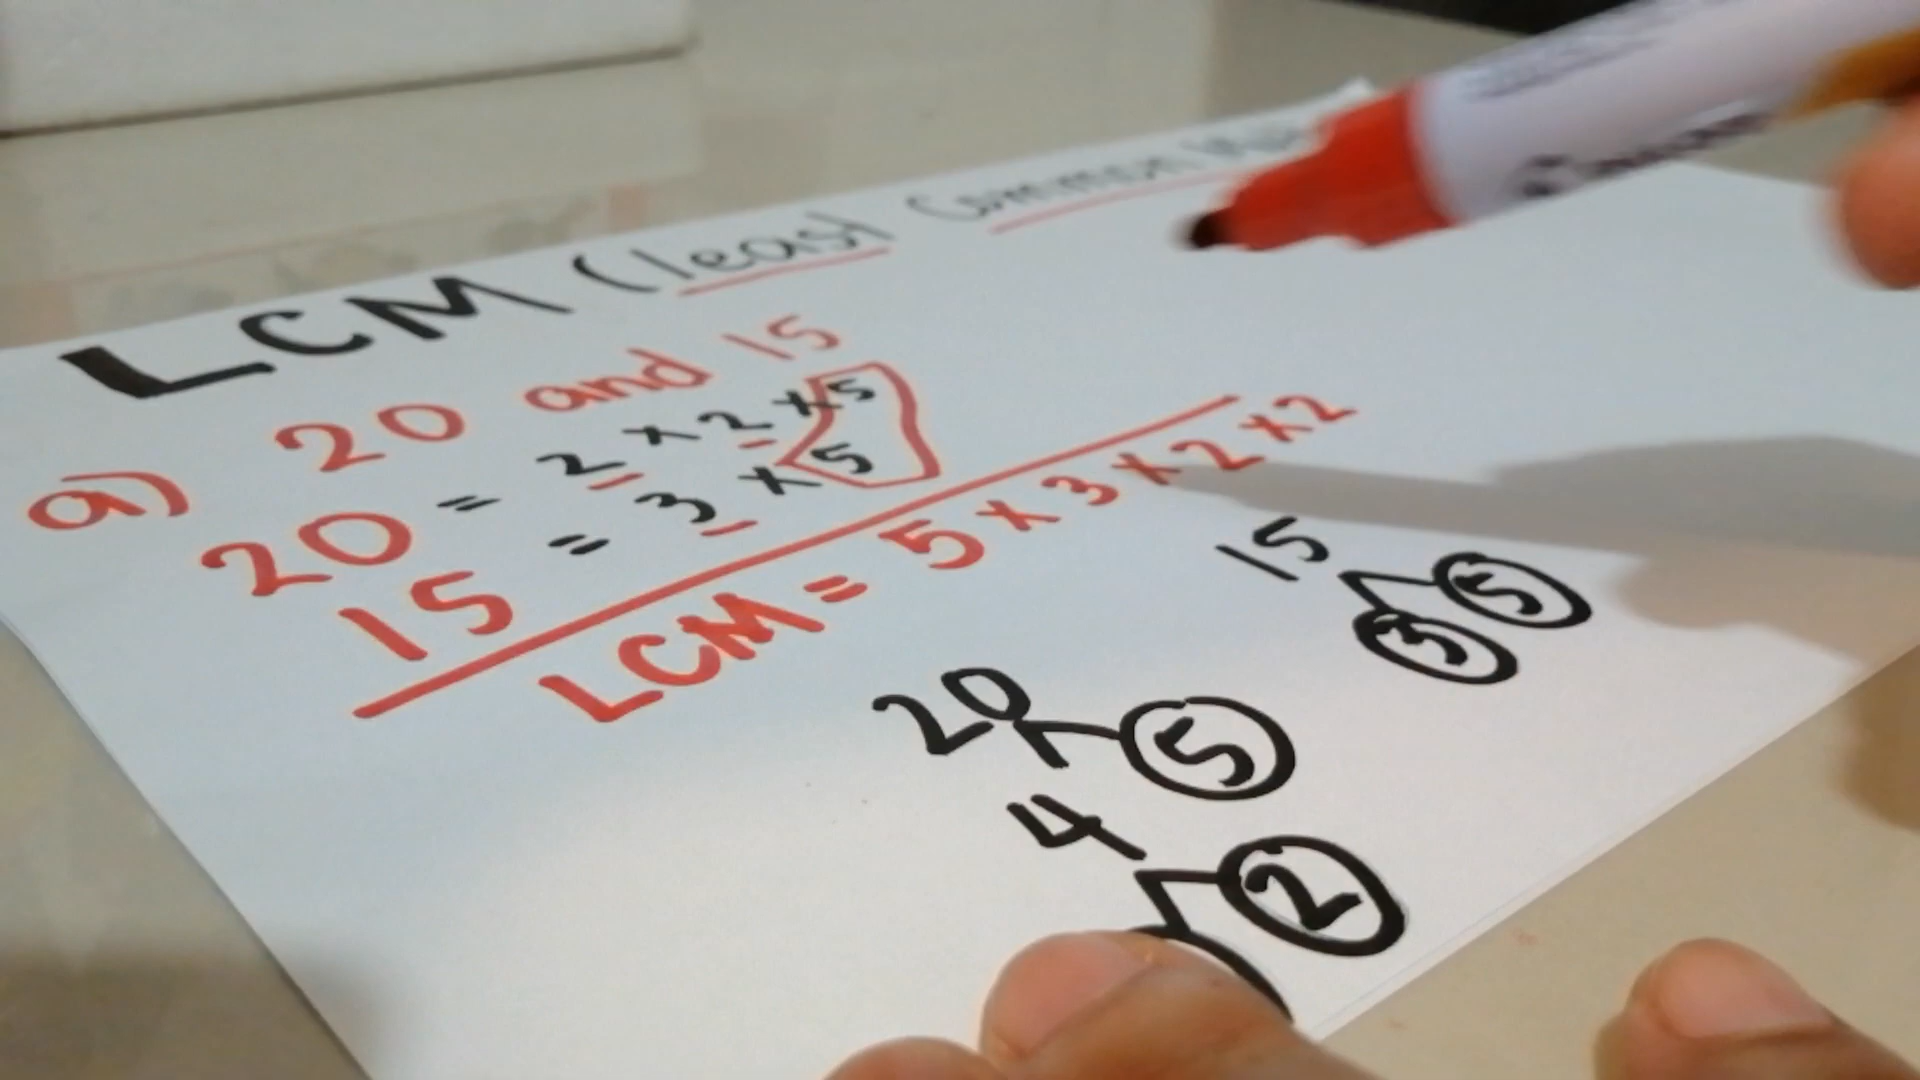 LCM (least Common
a) 20 and 15
20 = 2 x 2 x 5
15 = 3 x 5
LCM = 5 x 3 x 2 x 2
15
3 5
20
5
4
2